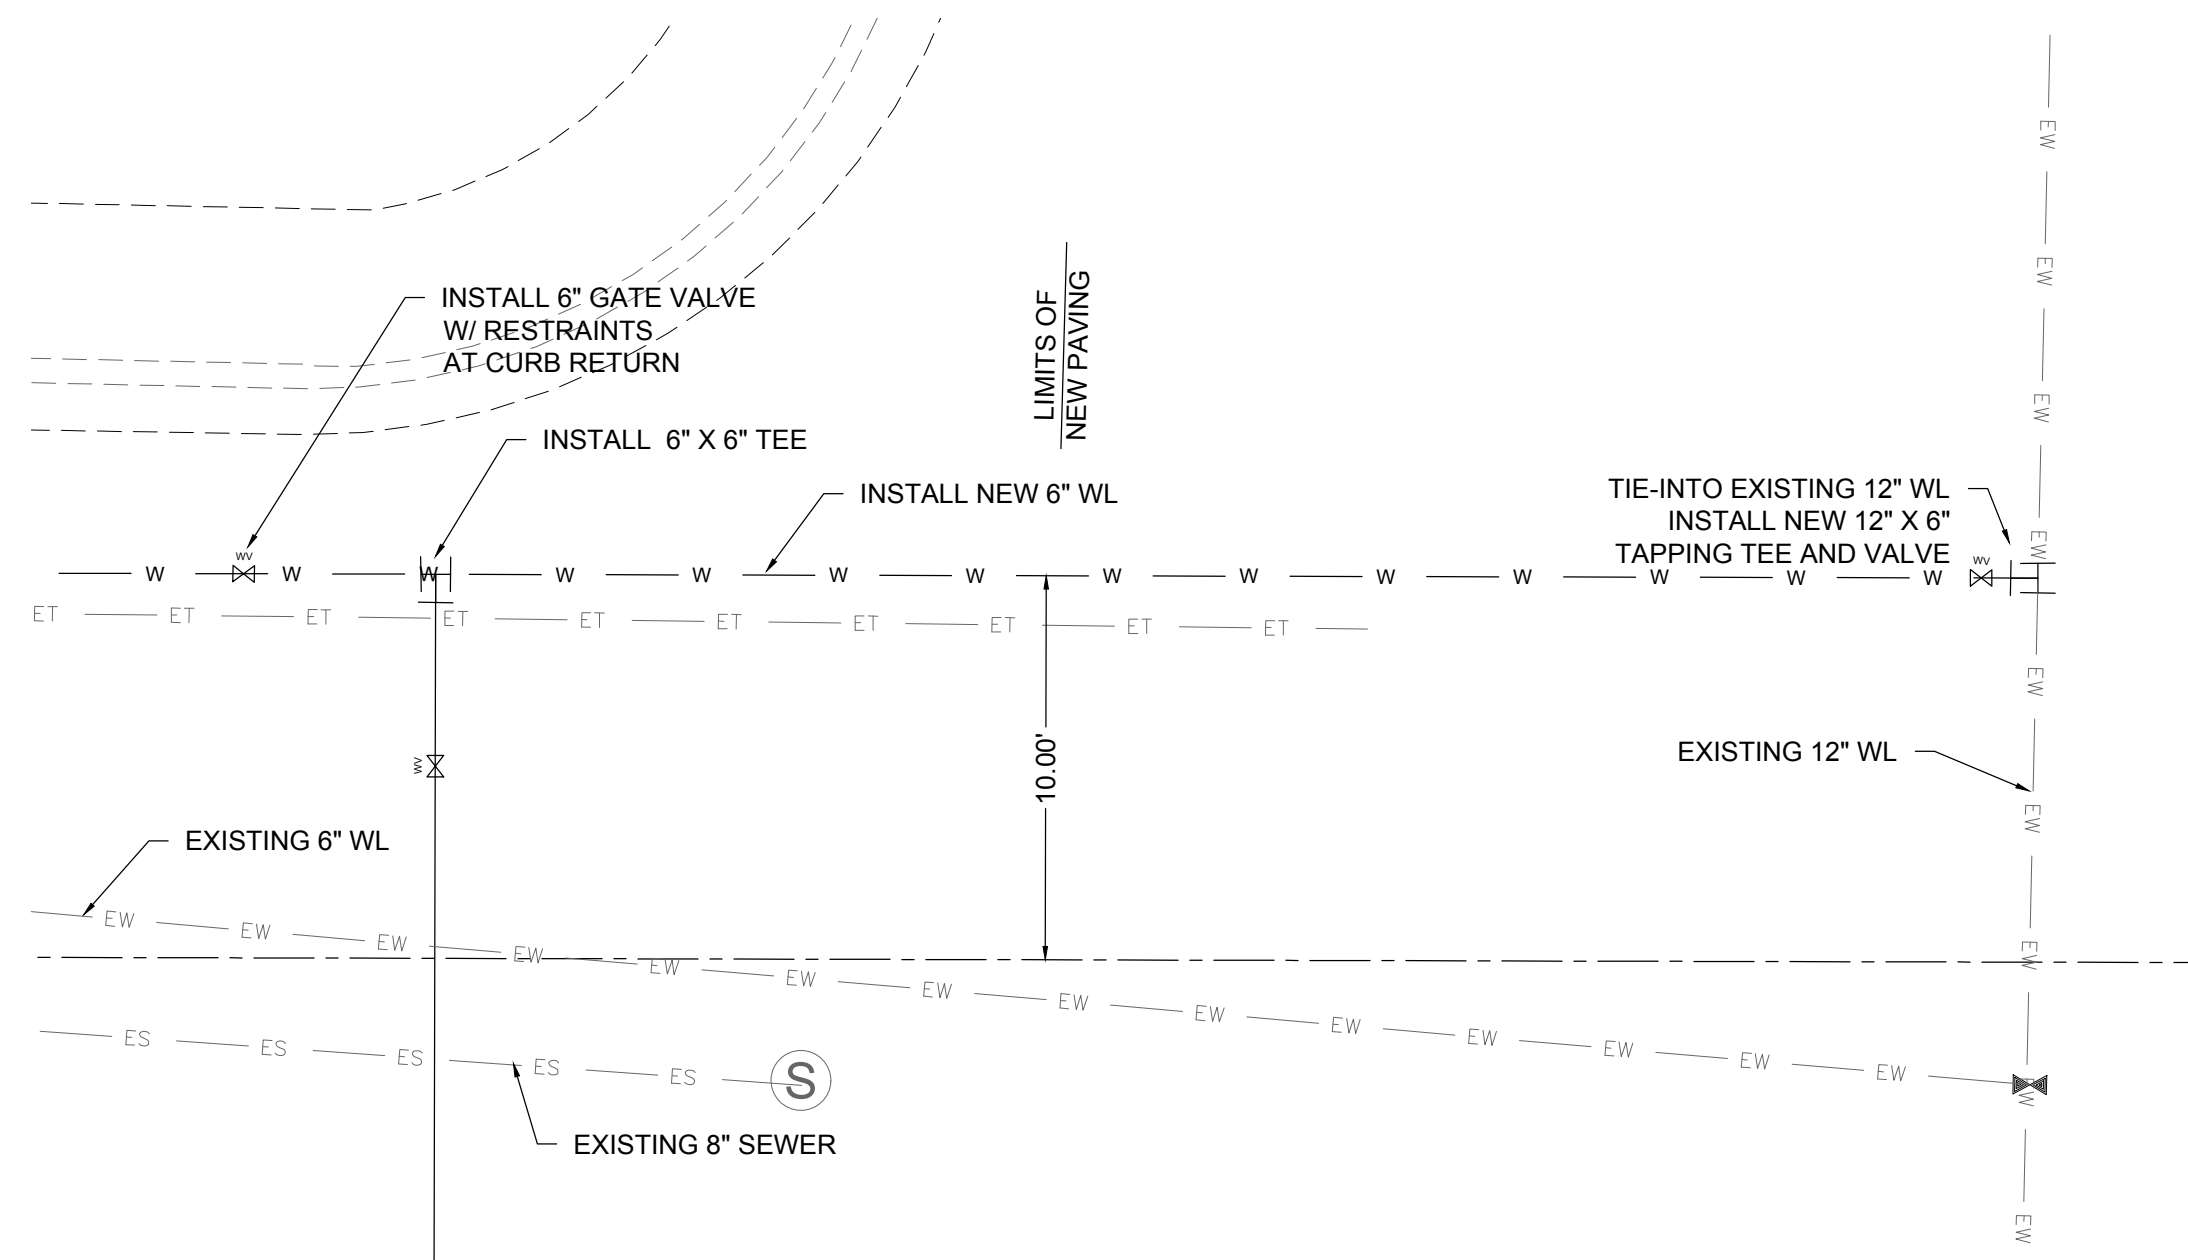 INSTALL 6" GATE VALVE
W/ RESTRAINTS
AT CURB RETURN
LIMITS OF
NEW PAVING
INSTALL 6" X 6" TEE
INSTALL NEW 6" WL
TIE-INTO EXISTING 12" WL
INSTALL NEW 12" X 6"
TAPPING TEE AND VALVE
EW
EW
EW
EW
WV
WV
W W W W W W W W W W W W W W
ET ET ET ET ET ET ET ET ET ET
EW
WV
10.00'
EXISTING 12" WL
EW
EXISTING 6" WL
EW EW EW EW EW EW EW EW EW EW EW EW EW EW
EW
ES ES ES ES ES
S
EW
EXISTING 8" SEWER
EW